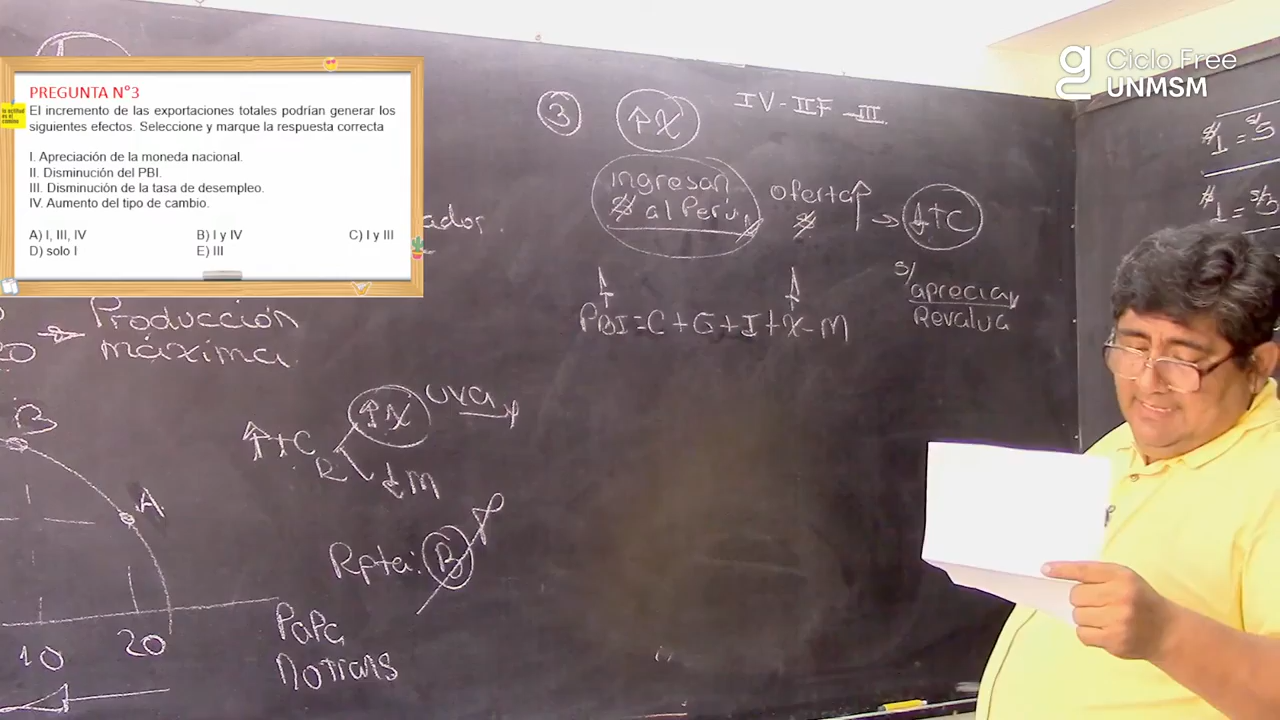 Ciclo Free
UNMSM
PREGUNTA N°3
El incremento de las exportaciones totales podrían generar los
siguientes efectos. Seleccione y marque la respuesta correcta
I. Apreciación de la moneda nacional.
II. Disminución del PBI.
III. Disminución de la tasa de desempleo.
IV. Aumento del tipo de cambio.
A) I, III, IV B) I y IV C) I y III
D) solo I E) III
③ ↑X IV-IIF-III
ingresan
$ al Perú
oferta ↑
$
→ ↓TC
S/ aprecia
Revalua
PBI=C+G+I+X-M
Producción
máxima
B
A
10 20
↑TC
↑X uva
↓M
Rpta: B
Papa